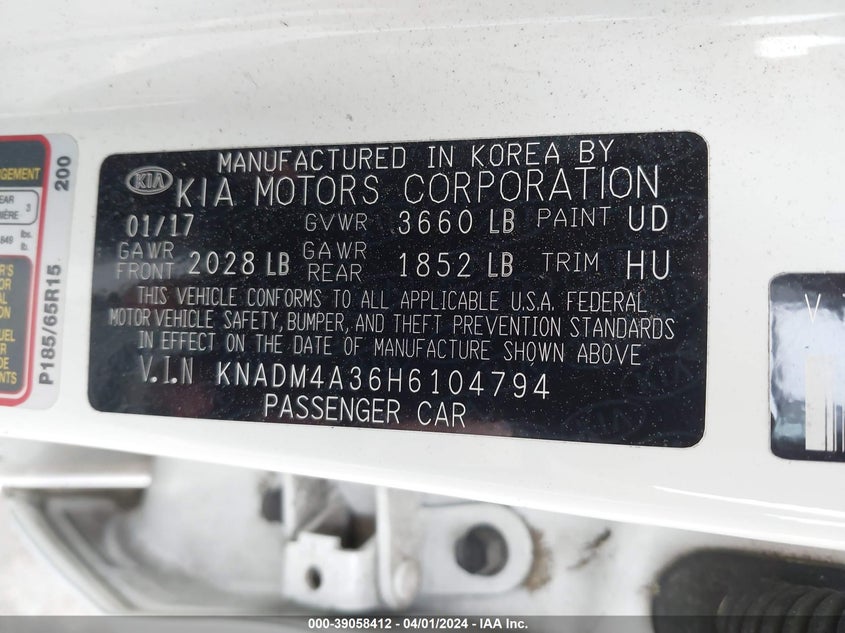 MANUFACTURED IN KOREA BY
KIA KIA MOTORS CORPORATION
01/17 GVWR 3660 LB PAINT UD
GAWR FRONT 2028 LB GAWR REAR 1852 LB TRIM HU
THIS VEHICLE CONFORMS TO ALL APPLICABLE U.S.A. FEDERAL
MOTOR VEHICLE SAFETY, BUMPER, AND THEFT PREVENTION STANDARDS
IN EFFECT ON THE DATE OF MANUFACTURE SHOWN ABOVE
V.I.N KNADM4A36H6104794
PASSENGER CAR
200
P185/65R15
3
000-39058412 - 04/01/2024 - IAA Inc.